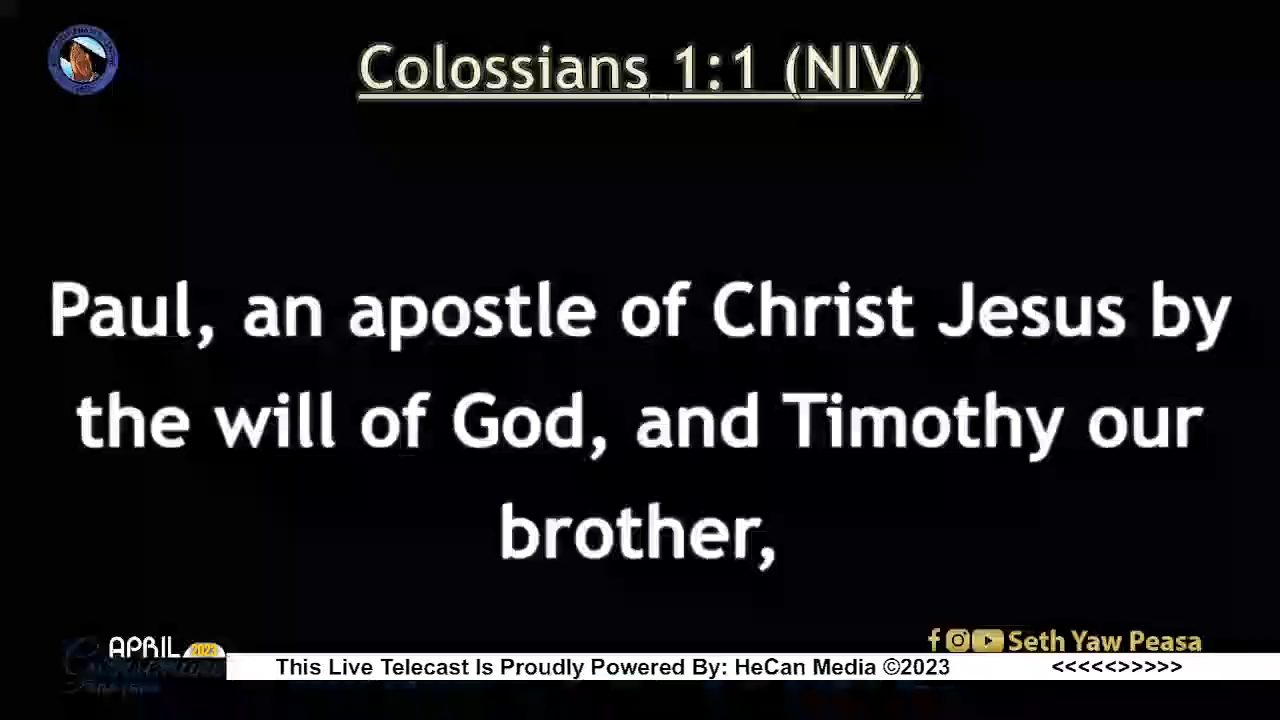 Colossians 1:1 (NIV)
Paul, an apostle of Christ Jesus by
the will of God, and Timothy our
brother,
Seth Yaw Peasa
APRIL 2023
This Live Telecast Is Proudly Powered By: HeCan Media ©2023 <<<<<>>>>>